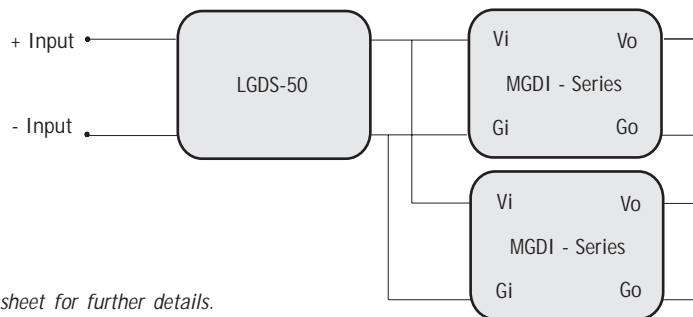 + Input
- Input
LGDS-50
Vi Vo
MGDI - Series
Gi Go
Vi Vo
MGDI - Series
Gi Go
sheet for further details.